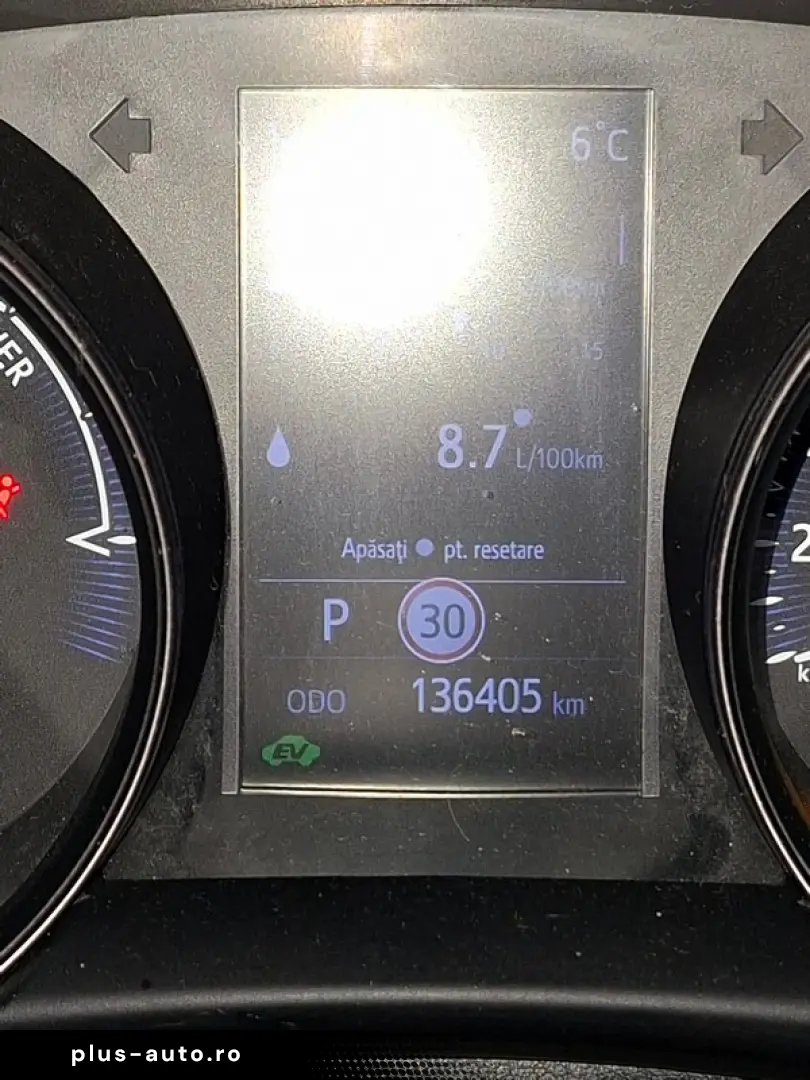 6°C
8.7 L/100km
Apăsați ● pt. resetare
P 30
ODO 136405 km
EV
plus-auto.ro